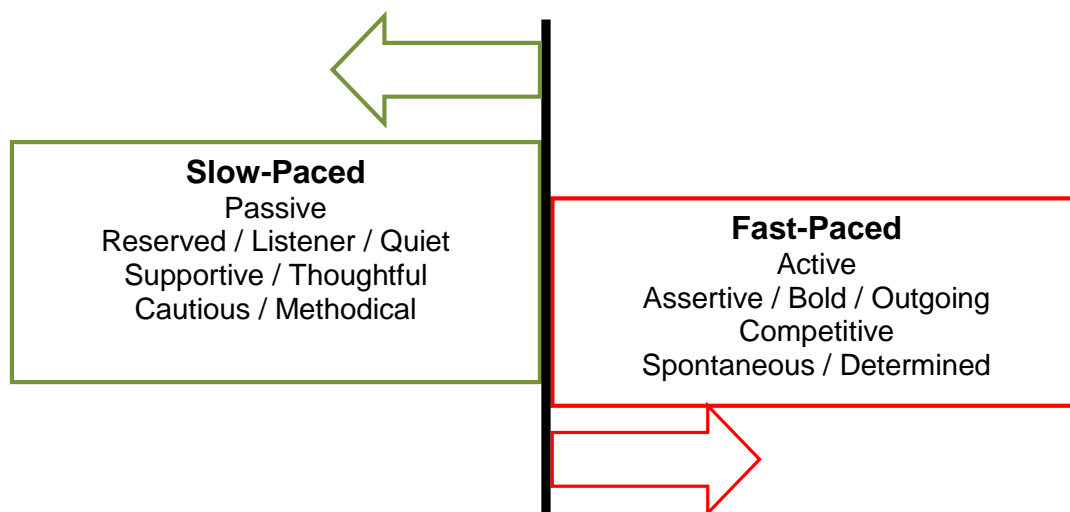 Slow-Paced
Passive
Reserved / Listener / Quiet
Supportive / Thoughtful
Cautious / Methodical
Fast-Paced
Active
Assertive / Bold / Outgoing
Competitive
Spontaneous / Determined